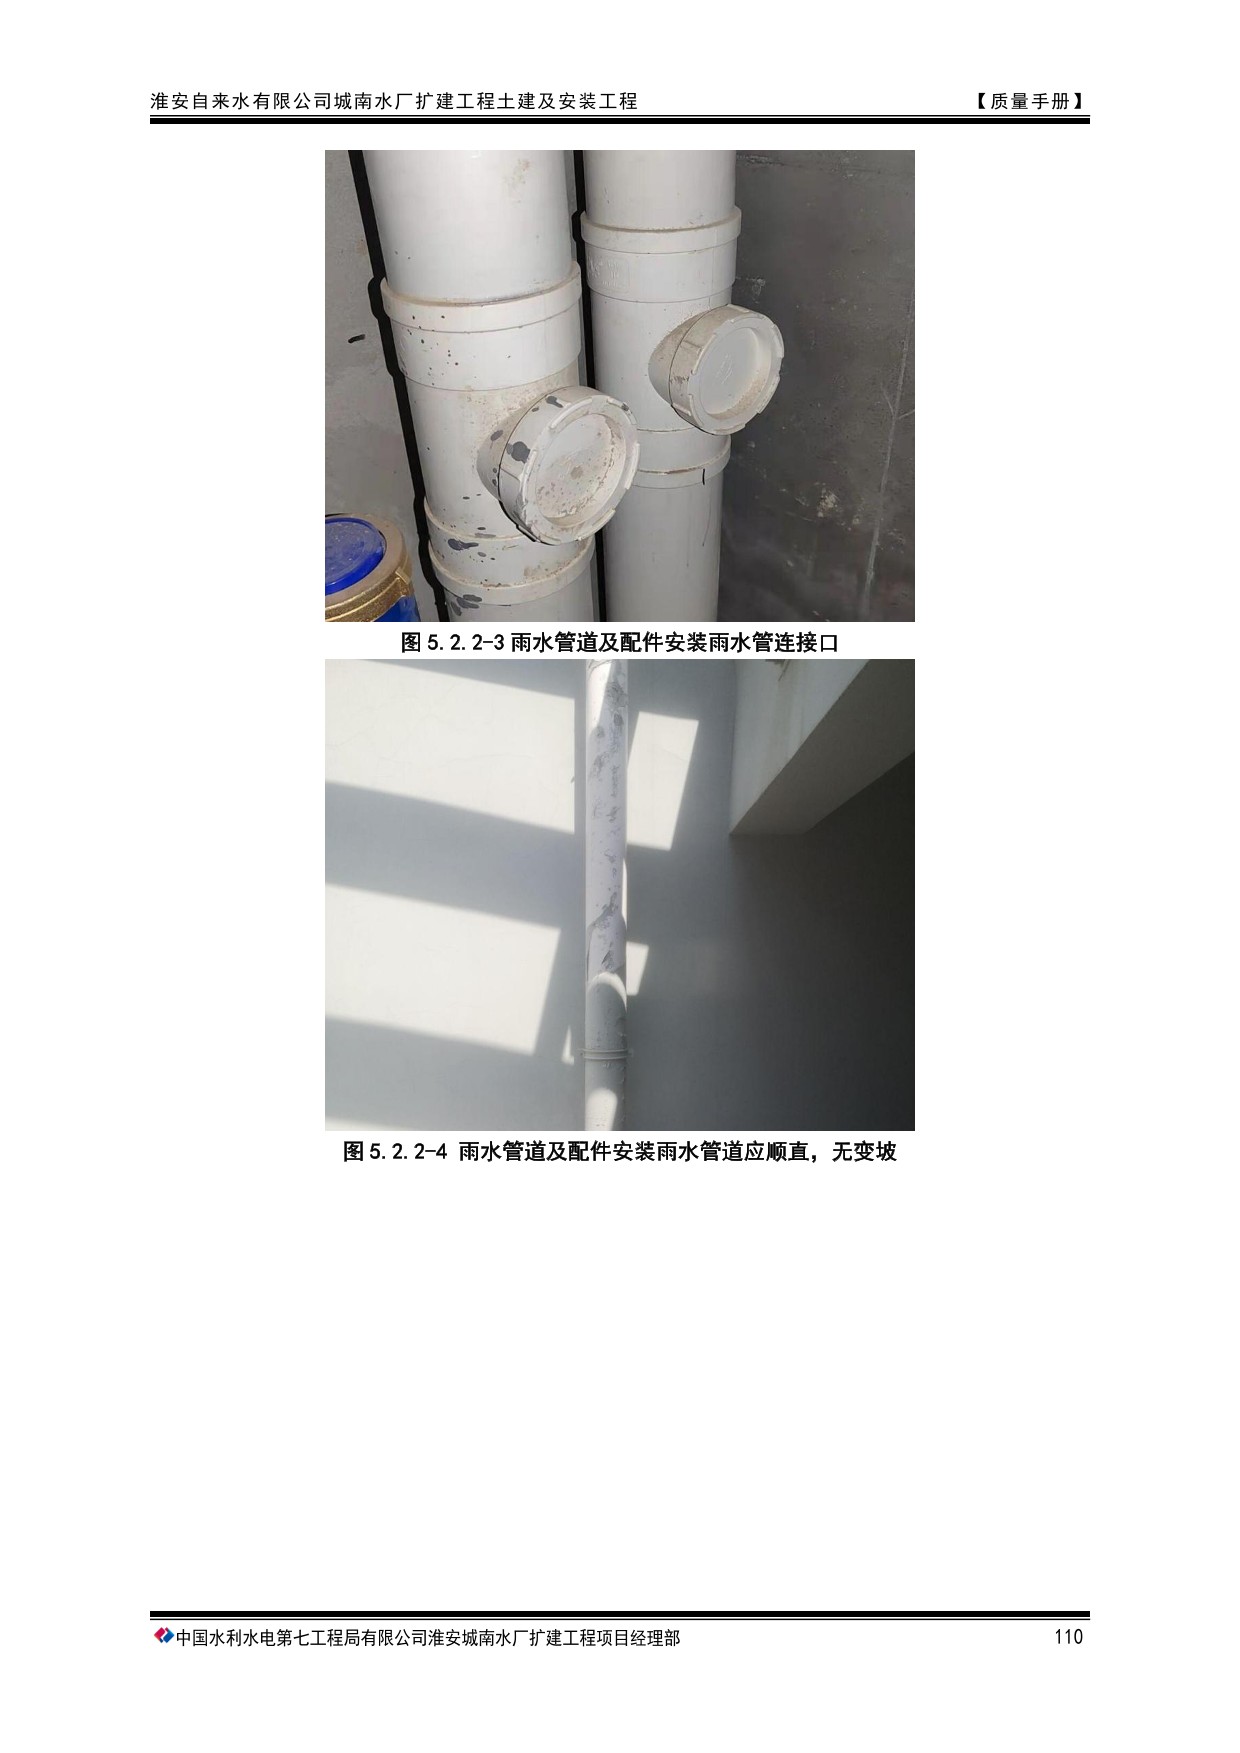 淮安自来水有限公司城南水厂扩建工程土建及安装工程 【质量手册】
图 5.2.2-3 雨水管道及配件安装雨水管连接口
图 5.2.2-4 雨水管道及配件安装雨水管道应顺直，无变坡
中国水利水电第七工程局有限公司淮安城南水厂扩建工程项目经理部 110